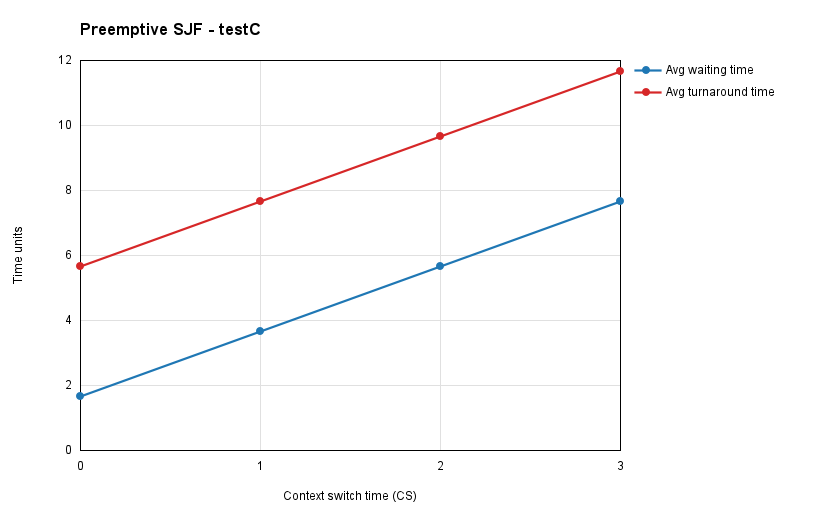 Preemptive SJF - testC
Avg waiting time
Avg turnaround time
Time units
12
10
8
6
4
2
0
0 1 2 3
Context switch time (CS)